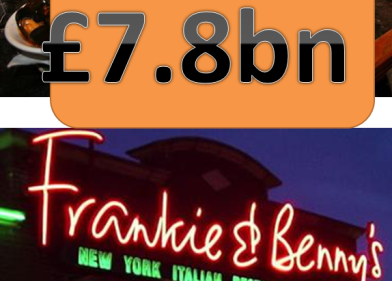 £7.8bn
Frankie & Benny's
NEW YORK ITALIAN